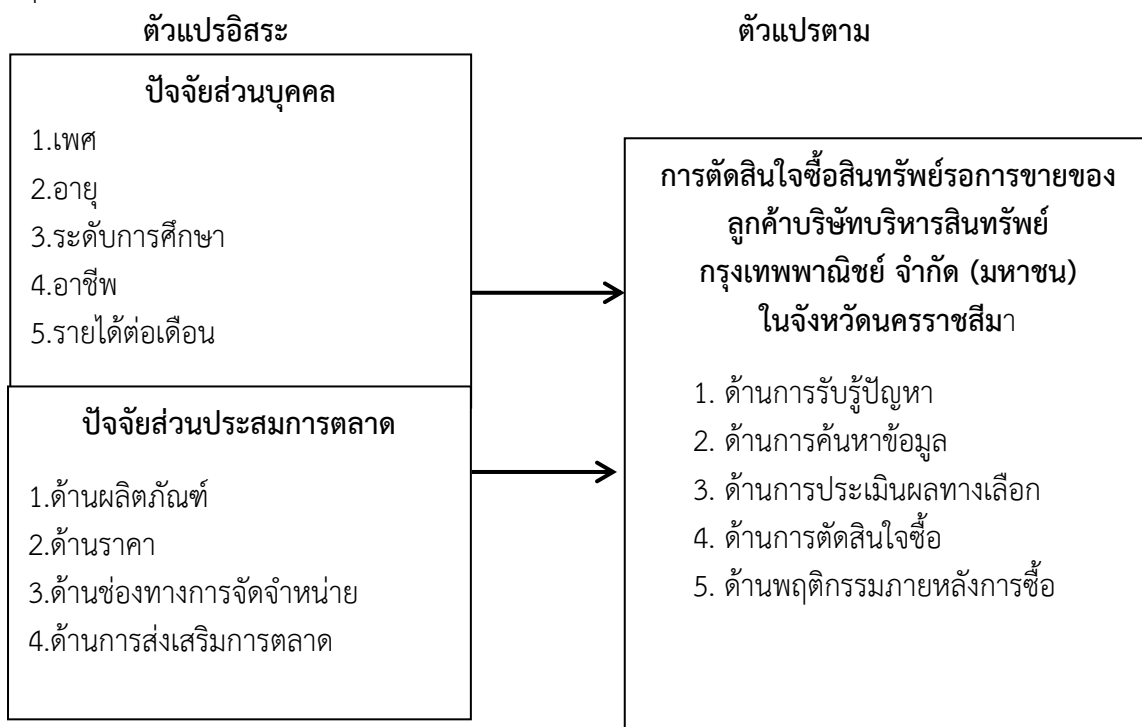 ตัวแปรอิสระ
ตัวแปรตาม
ปัจจัยส่วนบุคคล
1.เพศ
2.อายุ
3.ระดับการศึกษา
4.อาชีพ
5.รายได้ต่อเดือน
ปัจจัยส่วนประสมการตลาด
1.ด้านผลิตภัณฑ์
2.ด้านราคา
3.ด้านช่องทางการจัดจำหน่าย
4.ด้านการส่งเสริมการตลาด
การตัดสินใจซื้อสินทรัพย์รอการขายของ
ลูกค้าบริษัทบริหารสินทรัพย์
กรุงเทพพาณิชย์ จำกัด (มหาชน)
ในจังหวัดนครราชสีมา
1. ด้านการรับรู้ปัญหา
2. ด้านการค้นหาข้อมูล
3. ด้านการประเมินผลทางเลือก
4. ด้านการตัดสินใจซื้อ
5. ด้านพฤติกรรมภายหลังการซื้อ